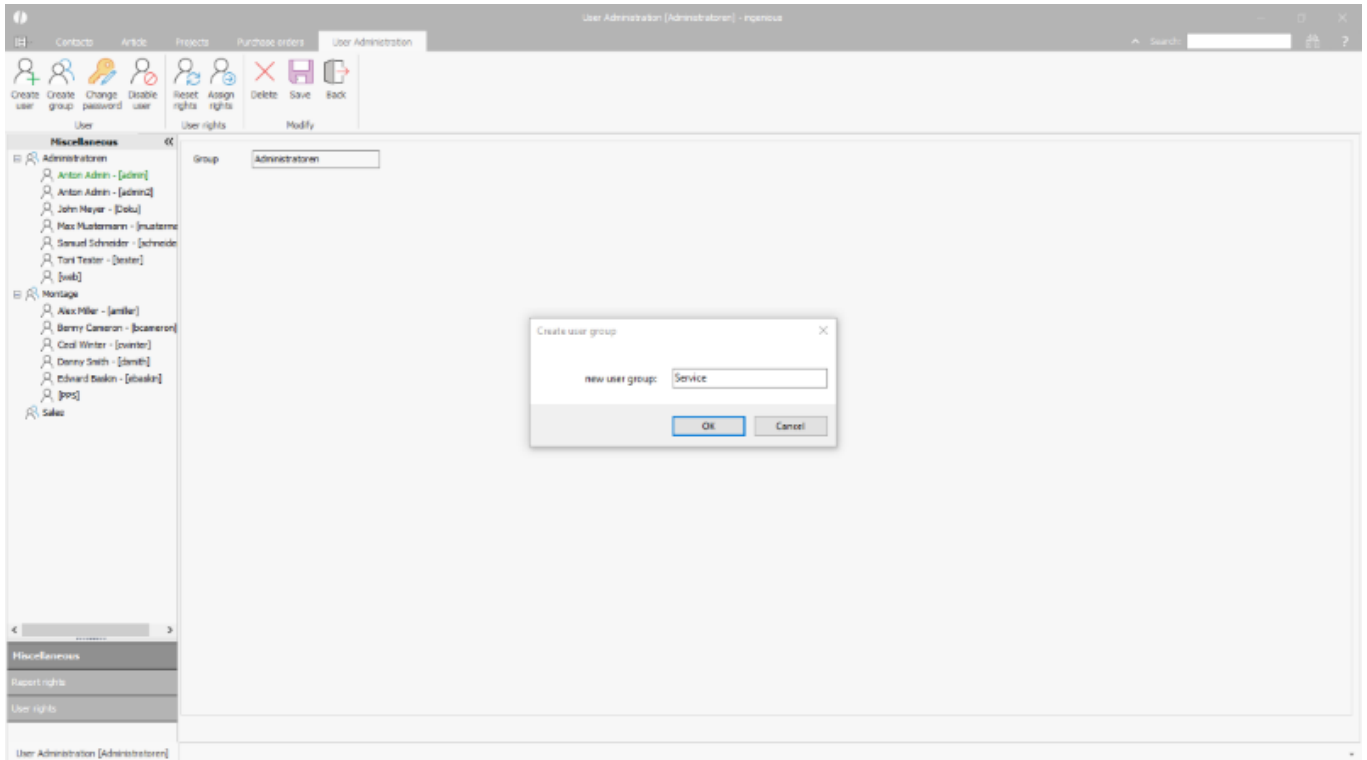 User Administration [Administratoren] - ingenious
Contacts Article Projects Purchase orders User Administration Search:
Create user Create group Change password Disable user Reset rights Assign rights Delete Save Back
User User rights Modify
Miscellaneous
Administratoren
Anton Admin - [admin]
Anton Admin - [admin2]
John Meyer - [Doku]
Max Mustermann - [musterma
Samuel Schneider - [schneide
Toni Tester - [tester]
[web]
Montage
Alex Miller - [amiller]
Benny Cameron - [bcameron]
Cecil Winter - [cwinter]
Danny Smith - [dsmith]
Edward Baskin - [ebaskin]
[PPS]
Sales
Group Administratoren
Create user group
new user group: Service
OK Cancel
Miscellaneous
Report rights
User rights
User Administration [Administratoren]